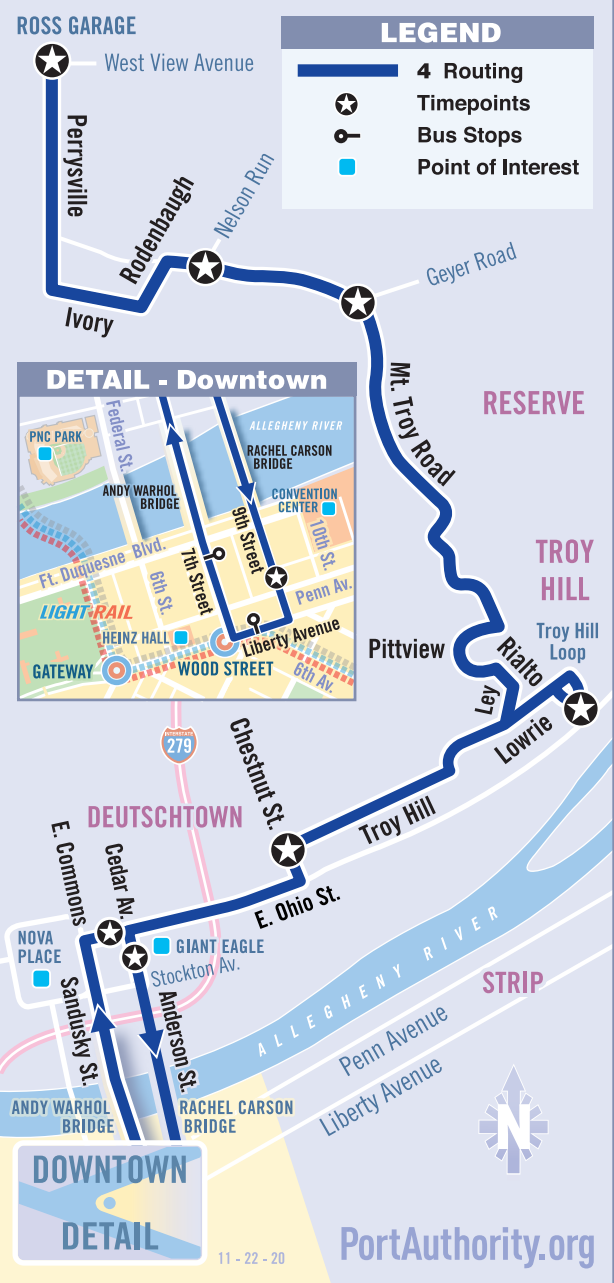 ROSS GARAGE
West View Avenue
LEGEND
4 Routing
Timepoints
Bus Stops
Point of Interest
Perrysville
Rodenbaugh
Nelson Run
Ivory
Geyer Road
Mt. Troy Road
RESERVE
DETAIL - Downtown
PNC PARK
Federal St.
ALLEGHENY RIVER
RACHEL CARSON
BRIDGE
ANDY WARHOL
BRIDGE
CONVENTION
CENTER
9th Street
10th St.
Ft. Duquesne Blvd.
7th Street
6th St.
Penn Av.
LIGHT RAIL
HEINZ HALL
Liberty Avenue
GATEWAY
WOOD STREET
6th Av.
TROY
HILL
Troy Hill
Loop
Pittview
Rialto
Ley
Lowrie
INTERSTATE
279
Chestnut St.
Troy Hill
DEUTSCHTOWN
E. Commons
Cedar Av.
E. Ohio St.
NOVA
PLACE
GIANT EAGLE
Stockton Av.
Sandusky St.
Anderson St.
ALLEGHENY RIVER
STRIP
Penn Avenue
Liberty Avenue
ANDY WARHOL
BRIDGE
RACHEL CARSON
BRIDGE
N
DOWNTOWN
DETAIL
11 - 22 - 20
PortAuthority.org